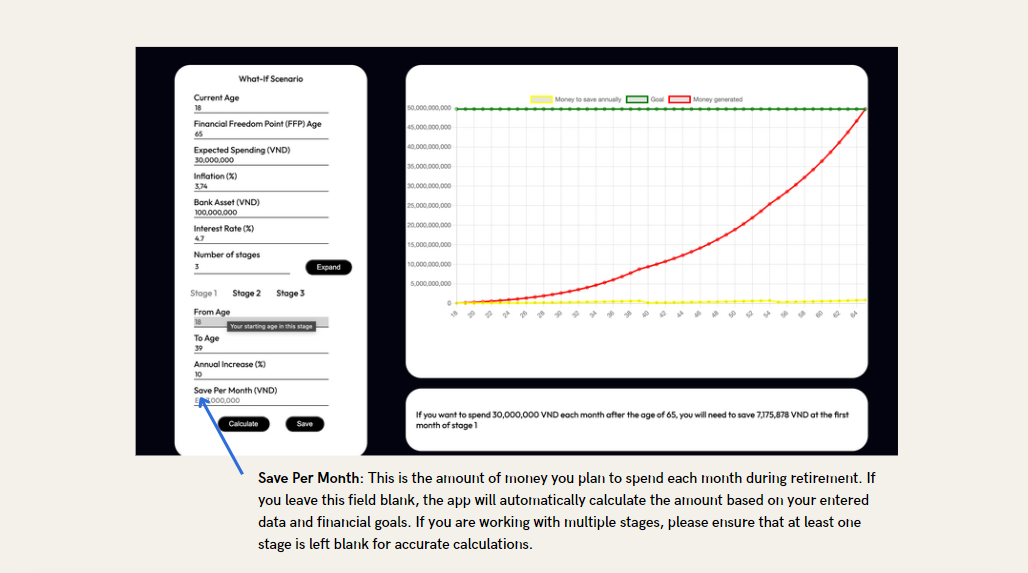 What-If Scenario
Current Age
18
Financial Freedom Point (FFP) Age
65
Expected Spending (VND)
30,000,000
Inflation (%)
3,74
Bank Asset (VND)
100,000,000
Interest Rate (%)
4.7
Number of stages
3
Expand
Stage 1 Stage 2 Stage 3
From Age
18
Your starting age in this stage
To Age
39
Annual Increase (%)
10
Save Per Month (VND)
000,000
Calculate Save
Money to save annually Goal Money generated
50,000,000,000
45,000,000,000
40,000,000,000
35,000,000,000
30,000,000,000
25,000,000,000
20,000,000,000
15,000,000,000
10,000,000,000
5,000,000,000
0
18 20 22 24 26 28 30 32 34 36 38 40 42 44 46 48 50 52 54 56 58 60 62 64
If you want to spend 30,000,000 VND each month after the age of 65, you will need to save 7,175,878 VND at the first
month of stage 1
Save Per Month: This is the amount of money you plan to spend each month during retirement. If
you leave this field blank, the app will automatically calculate the amount based on your entered
data and financial goals. If you are working with multiple stages, please ensure that at least one
stage is left blank for accurate calculations.